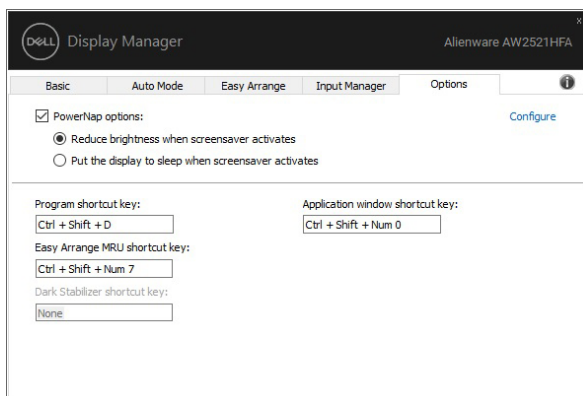 x
DELL Display Manager
Alienware AW2521HFA
Basic
Auto Mode
Easy Arrange
Input Manager
Options
i
PowerNap options:
Configure
Reduce brightness when screensaver activates
Put the display to sleep when screensaver activates
Program shortcut key:
Application window shortcut key:
Ctrl + Shift + D
Ctrl + Shift + Num 0
Easy Arrange MRU shortcut key:
Ctrl + Shift + Num 7
Dark Stabilizer shortcut key:
None